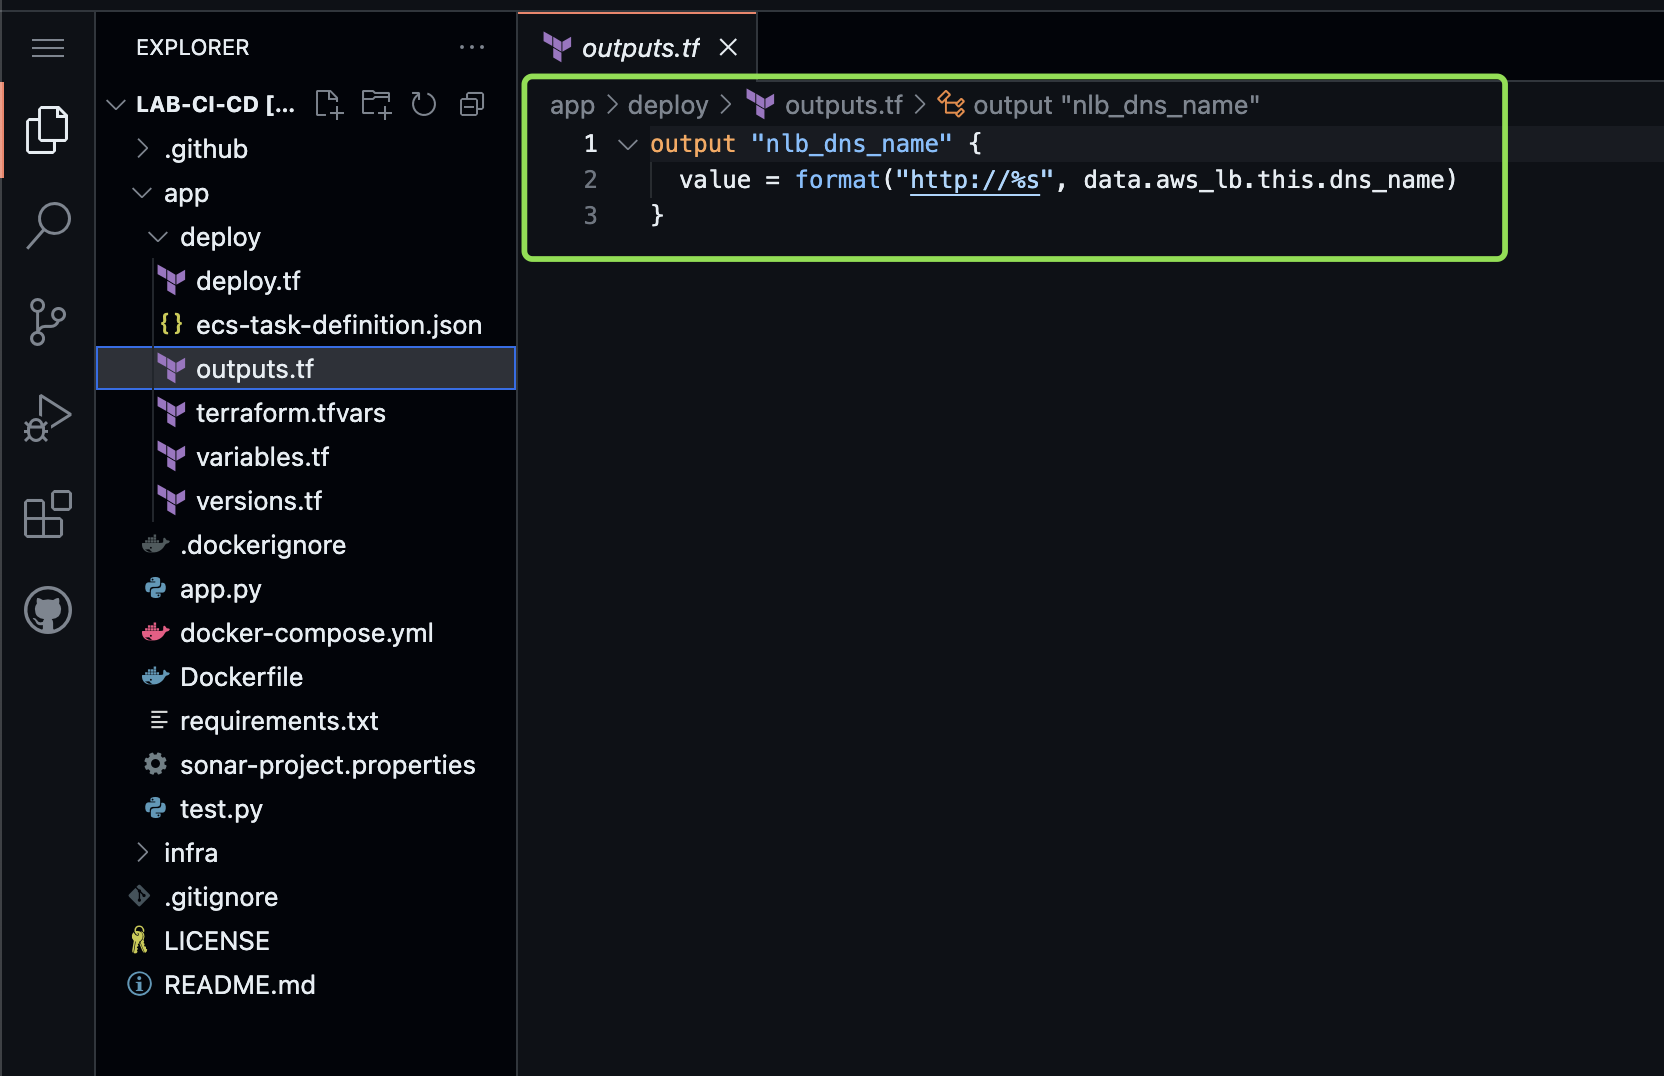 EXPLORER
LAB-CI-CD [...
.github
app
deploy
deploy.tf
{} ecs-task-definition.json
outputs.tf
terraform.tfvars
variables.tf
versions.tf
.dockerignore
app.py
docker-compose.yml
Dockerfile
requirements.txt
sonar-project.properties
test.py
infra
.gitignore
LICENSE
README.md
outputs.tf
app > deploy > outputs.tf > output "nlb_dns_name"
1 output "nlb_dns_name" {
2 value = format("http://%s", data.aws_lb.this.dns_name)
3 }